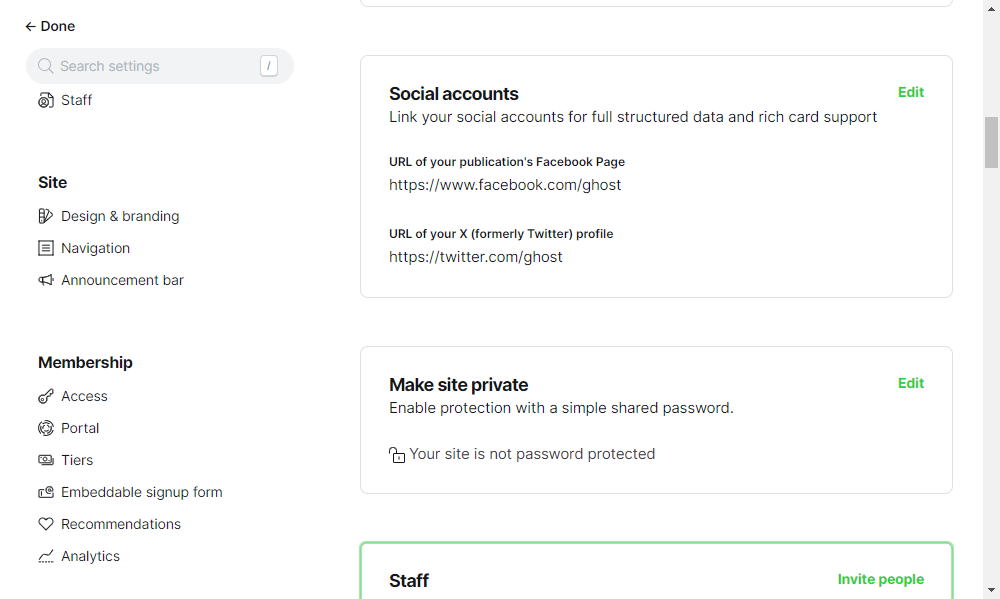 Done
Search settings /
Staff
Site
Design & branding
Navigation
Announcement bar
Membership
Access
Portal
Tiers
Embeddable signup form
Recommendations
Analytics
Social accounts
Edit
Link your social accounts for full structured data and rich card support
URL of your publication's Facebook Page
https://www.facebook.com/ghost
URL of your X (formerly Twitter) profile
https://twitter.com/ghost
Make site private
Edit
Enable protection with a simple shared password.
Your site is not password protected
Staff
Invite people